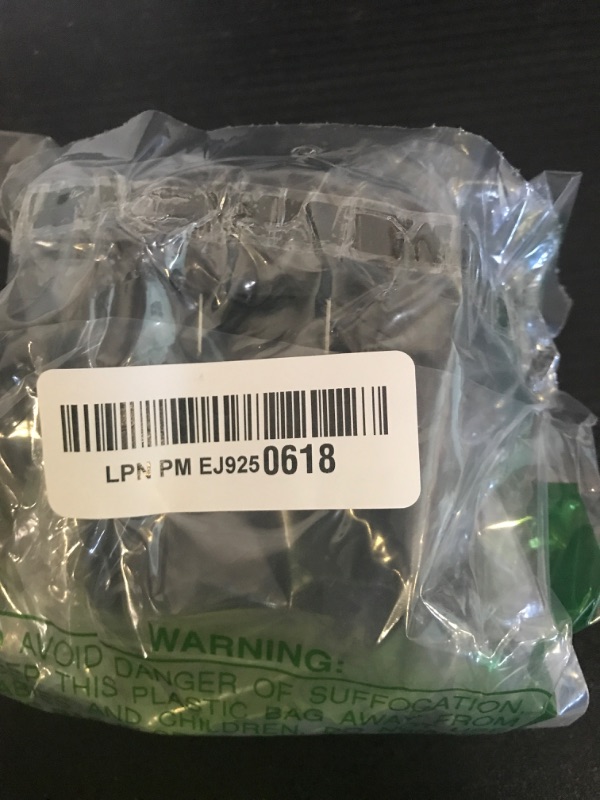 LPN PM EJ925 0618
WARNING:
AVOID DANGER OF SUFFOCATION,
THIS PLASTIC BAG AWAY FROM
AND CHILDREN.